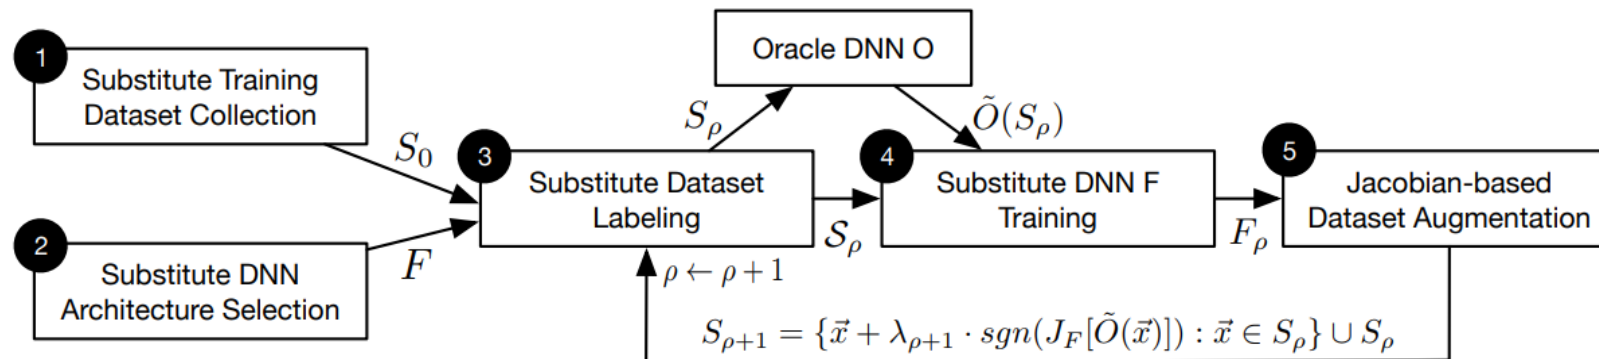 1
Substitute Training
Dataset Collection
2
Substitute DNN
Architecture Selection
S₀
F
3
Substitute Dataset
Labeling
S_ρ
Oracle DNN O
Õ(S_ρ)
𝒮_ρ
4
Substitute DNN F
Training
F_ρ
5
Jacobian-based
Dataset Augmentation
ρ ← ρ + 1
S_{ρ+1} = {x⃗ + λ_{ρ+1} · sgn(J_F[Õ(x⃗)]) : x⃗ ∈ S_ρ} ∪ S_ρ